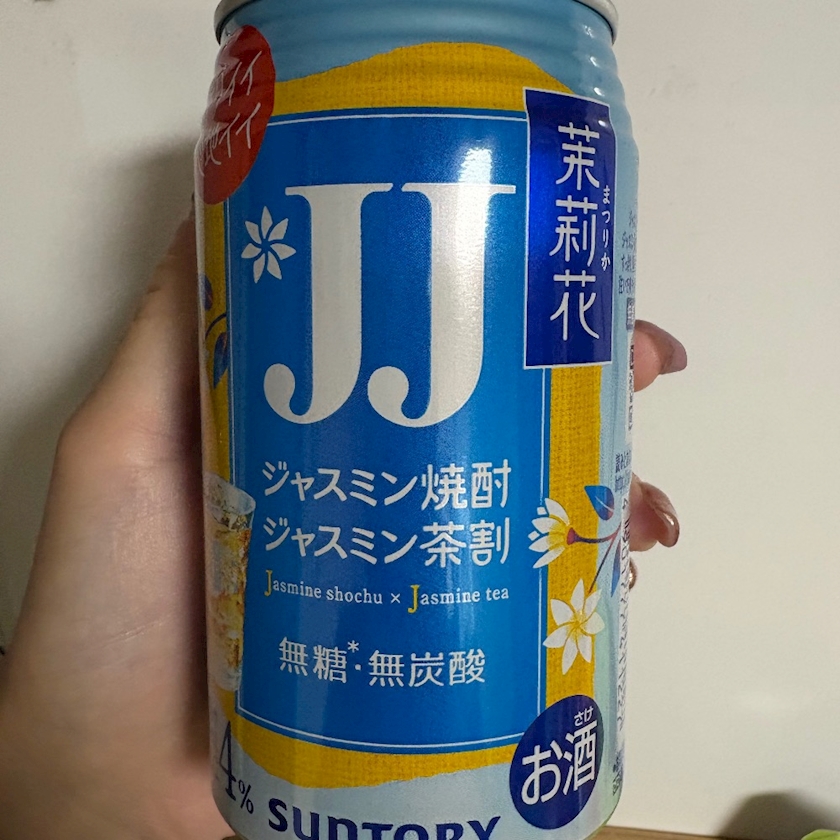 JJ
茉莉花
まつりか
ジャスミン焼酎
ジャスミン茶割
Jasmine shochu × Jasmine tea
無糖*・無炭酸
さけ
お酒
4%
SUNTORY